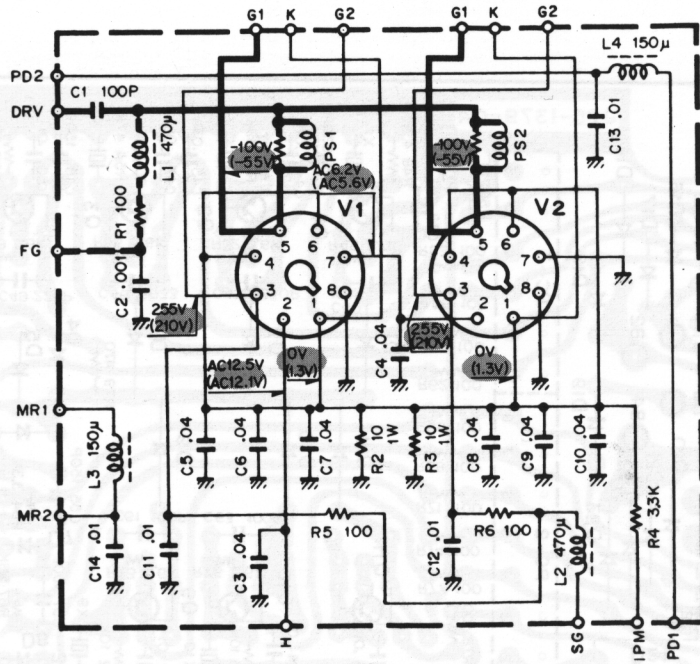 G1 K G2 G1 K G2
L4 150μ
PD2
C1 100P
DRV
C13 .01
L1 470μ
-100V
(-55V)
PS1
-100V
(-55V)
PS2
AC6.2V
(AC5.6V)
R1 100
V1
V2
5 6
4 7
3 8
2 1
5 6
4 7
3 8
2 1
FG
C2 .001
255V
(210V)
AC12.5V
(AC12.1V)
0V
(1.3V)
C4 .04
255V
(210V)
0V
(1.3V)
MR1
L3 150μ
C5 .04
C6 .04
C7 .04
R2 10 1W
R3 10 1W
C8 .04
C9 .04
C10 .04
R4 33K
MR2
C14 .01
C11 .01
C3 .04
R5 100
C12 .01
R6 100
L2 470μ
H SG IPM PD1